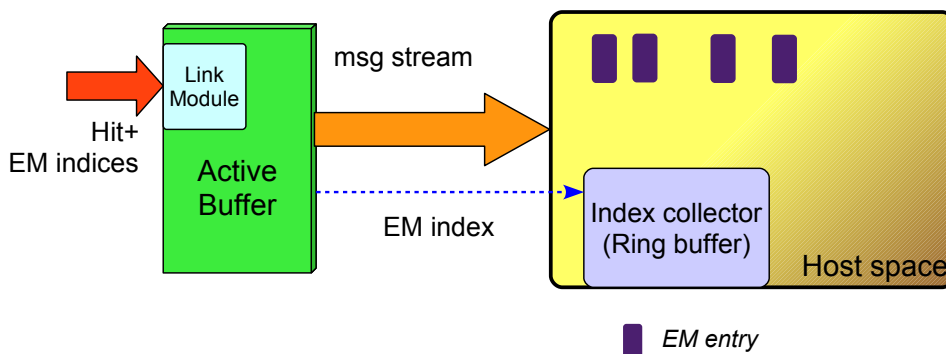 Link
Module
msg stream
Hit+
EM indices
Active
Buffer
EM index
Index collector
(Ring buffer)
Host space
EM entry